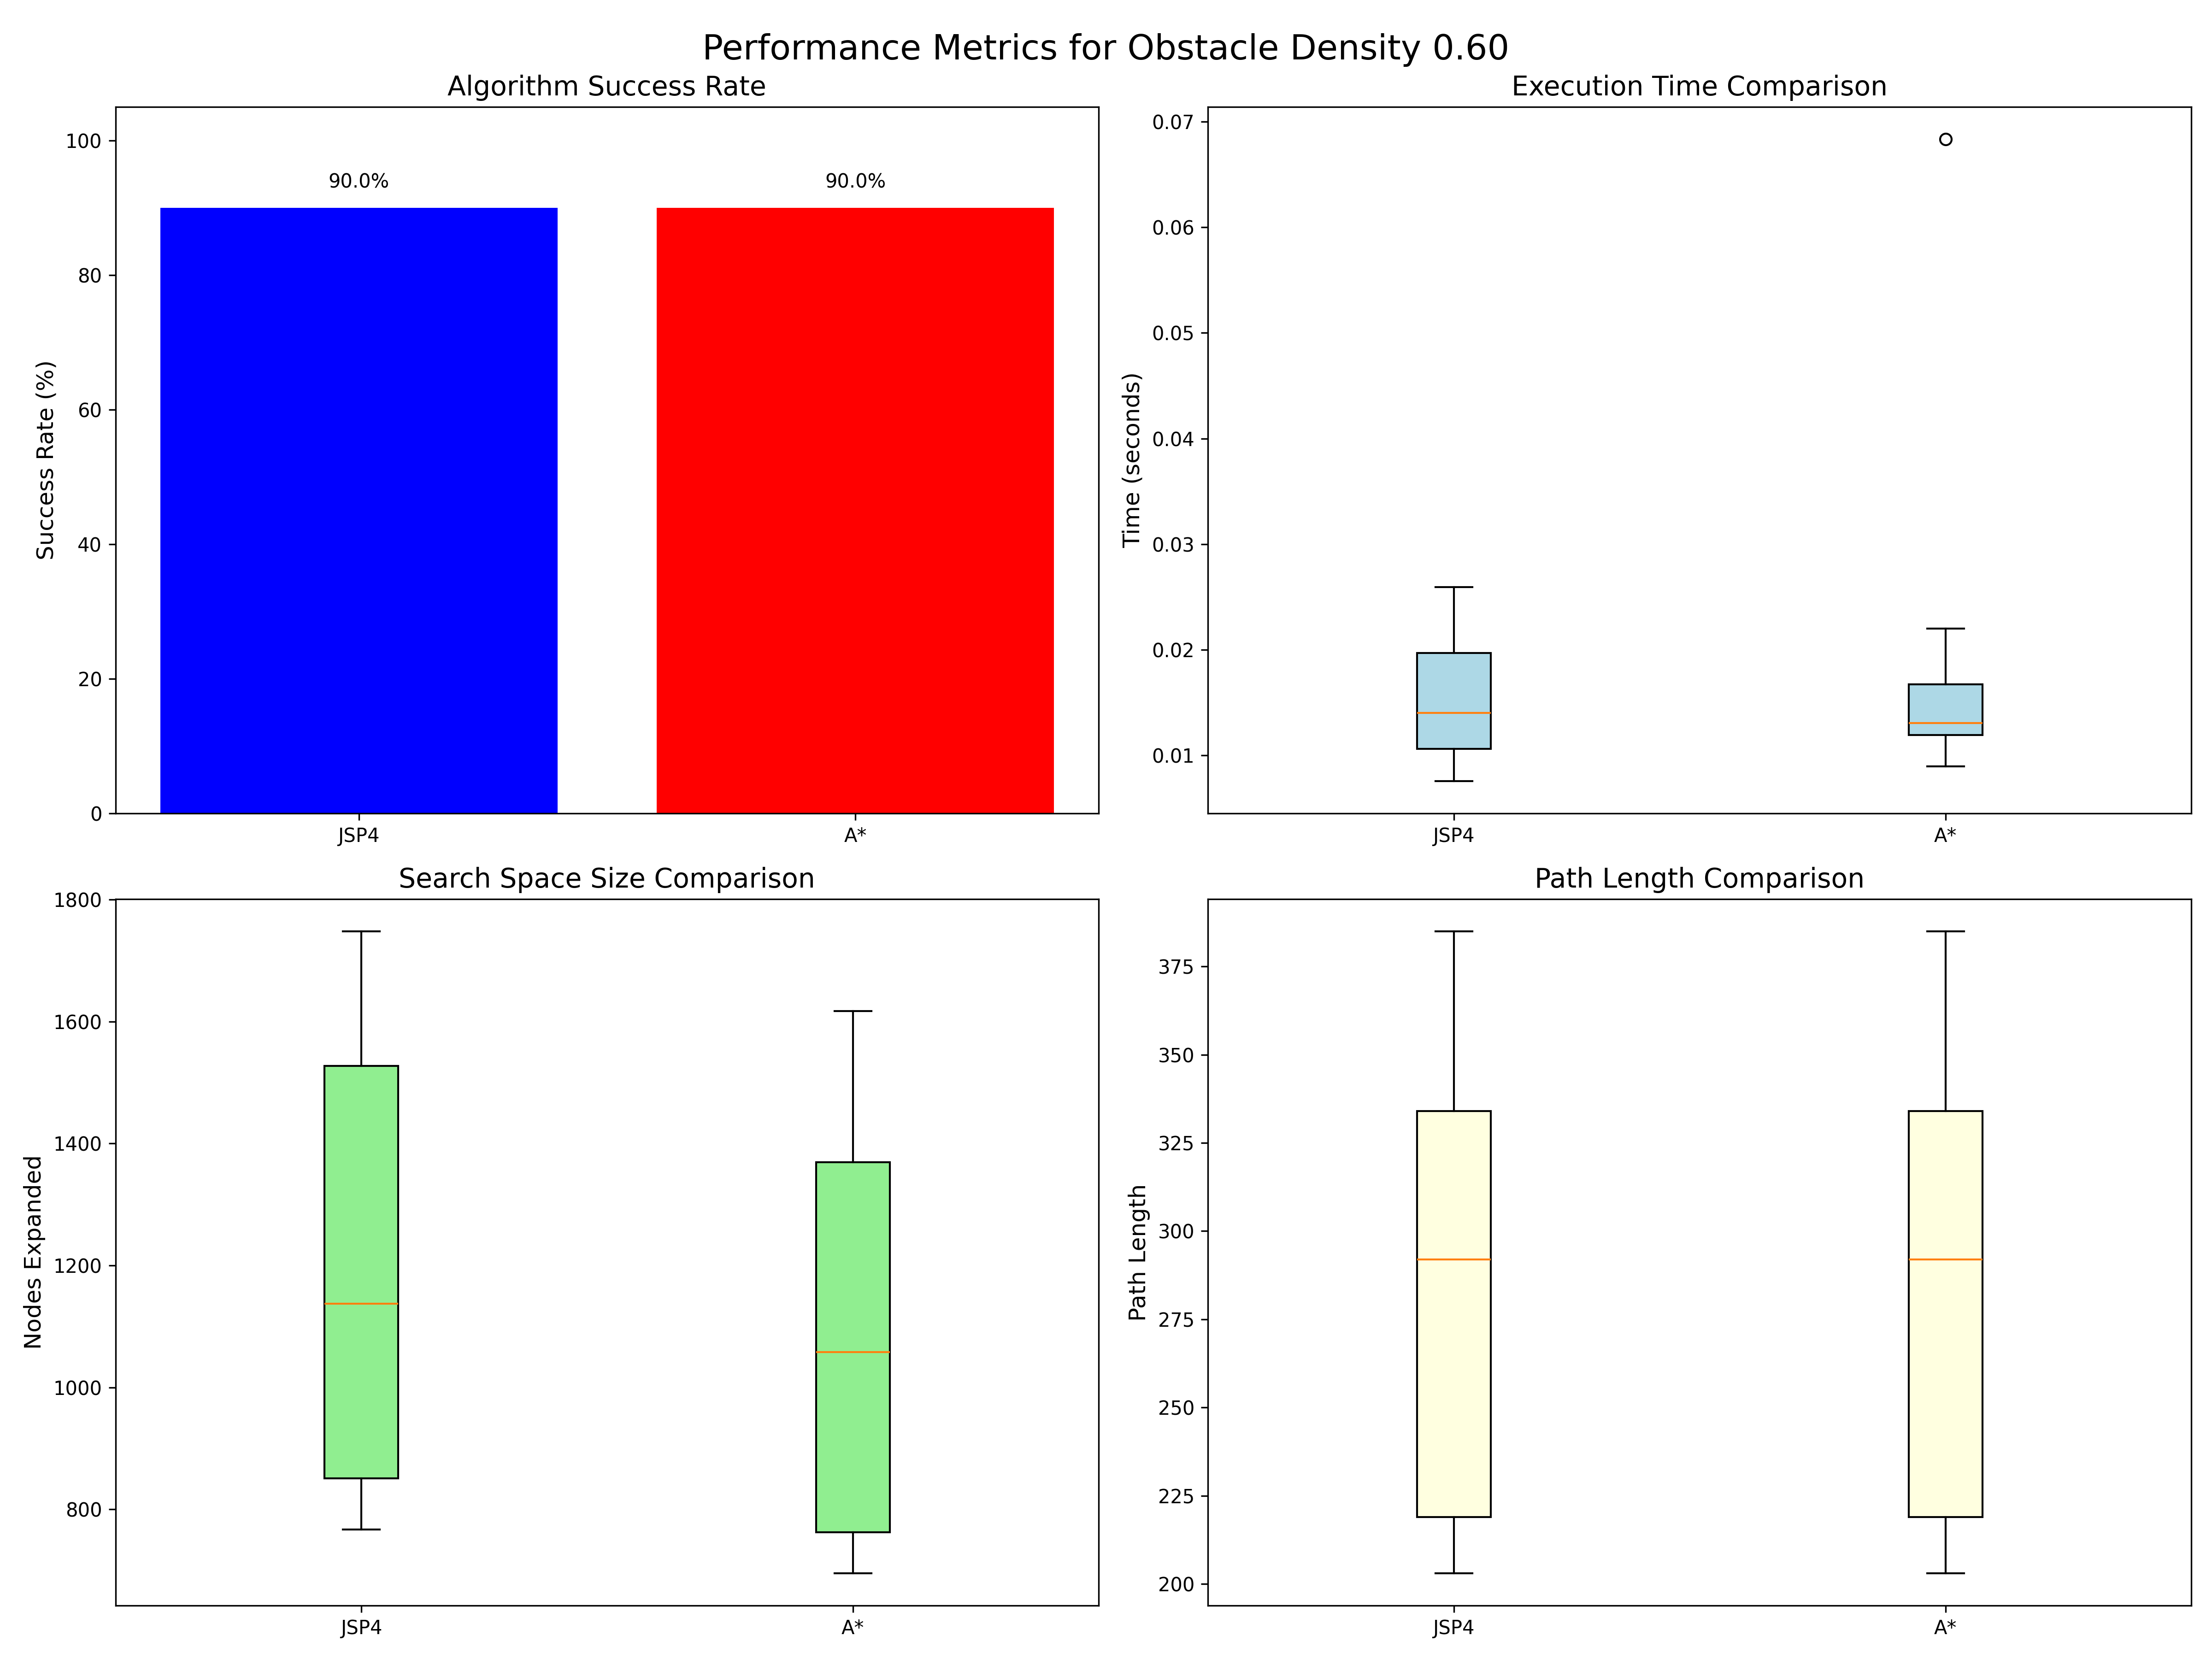 Performance Metrics for Obstacle Density 0.60
Algorithm Success Rate
Success Rate (%)
100
80
60
40
20
0
90.0%
90.0%
JSP4
A*
Execution Time Comparison
Time (seconds)
0.07
0.06
0.05
0.04
0.03
0.02
0.01
JSP4
A*
Search Space Size Comparison
Nodes Expanded
1800
1600
1400
1200
1000
800
JSP4
A*
Path Length Comparison
Path Length
375
350
325
300
275
250
225
200
JSP4
A*